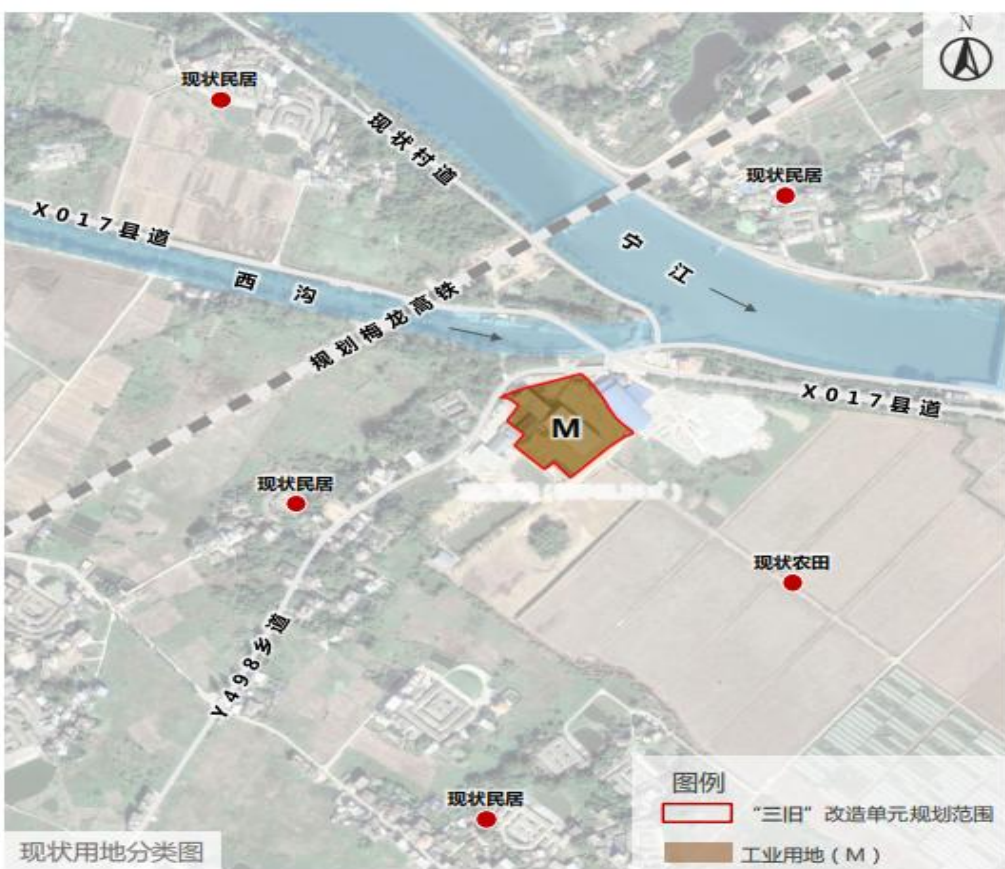 N
现状民居
现状村道
现状民居
X017县道
西沟
宁江
规划梅龙高铁
X017县道
M
现状民居
现状农田
Y498乡道
现状民居
图例
“三旧”改造单元规划范围
工业用地(M)
现状用地分类图